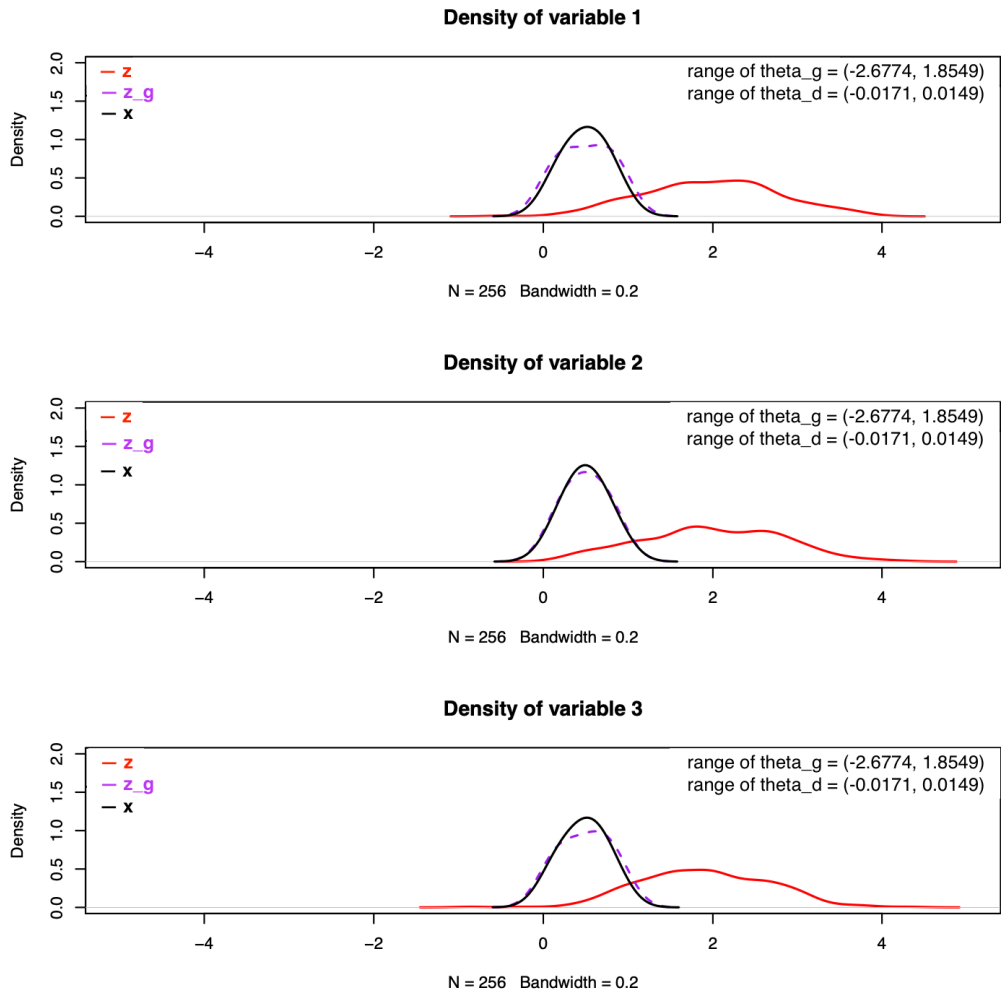 Density of variable 1
Density
2.0
1.5
1.0
0.5
0.0
z
z_g
x
range of theta_g = (-2.6774, 1.8549)
range of theta_d = (-0.0171, 0.0149)
−4 −2 0 2 4
N = 256 Bandwidth = 0.2
Density of variable 2
Density
2.0
1.5
1.0
0.5
0.0
z
z_g
x
range of theta_g = (-2.6774, 1.8549)
range of theta_d = (-0.0171, 0.0149)
−4 −2 0 2 4
N = 256 Bandwidth = 0.2
Density of variable 3
Density
2.0
1.5
1.0
0.5
0.0
z
z_g
x
range of theta_g = (-2.6774, 1.8549)
range of theta_d = (-0.0171, 0.0149)
−4 −2 0 2 4
N = 256 Bandwidth = 0.2